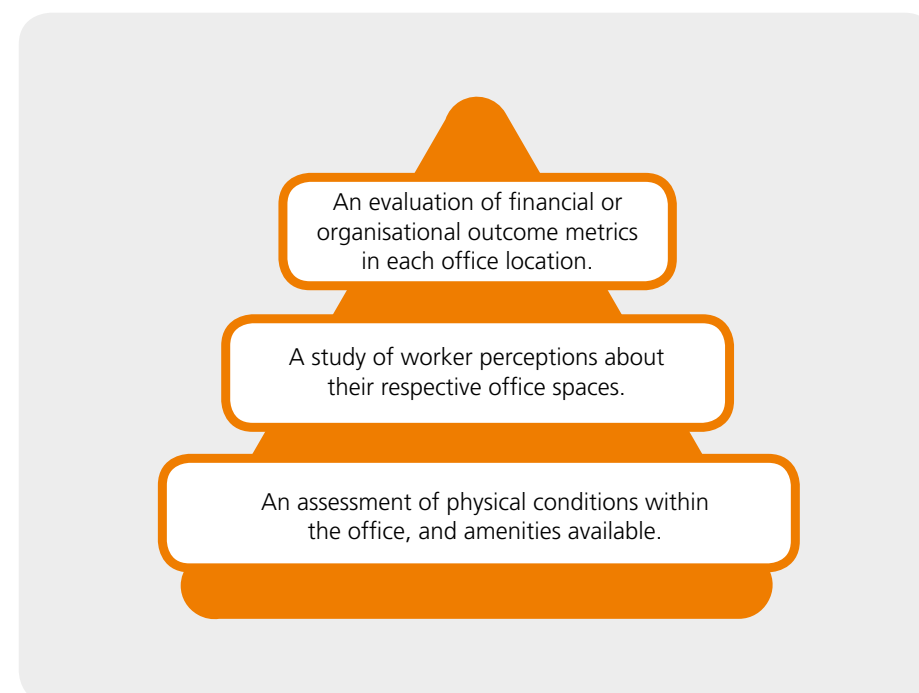 An evaluation of financial or
organisational outcome metrics
in each office location.
A study of worker perceptions about
their respective office spaces.
An assessment of physical conditions within
the office, and amenities available.